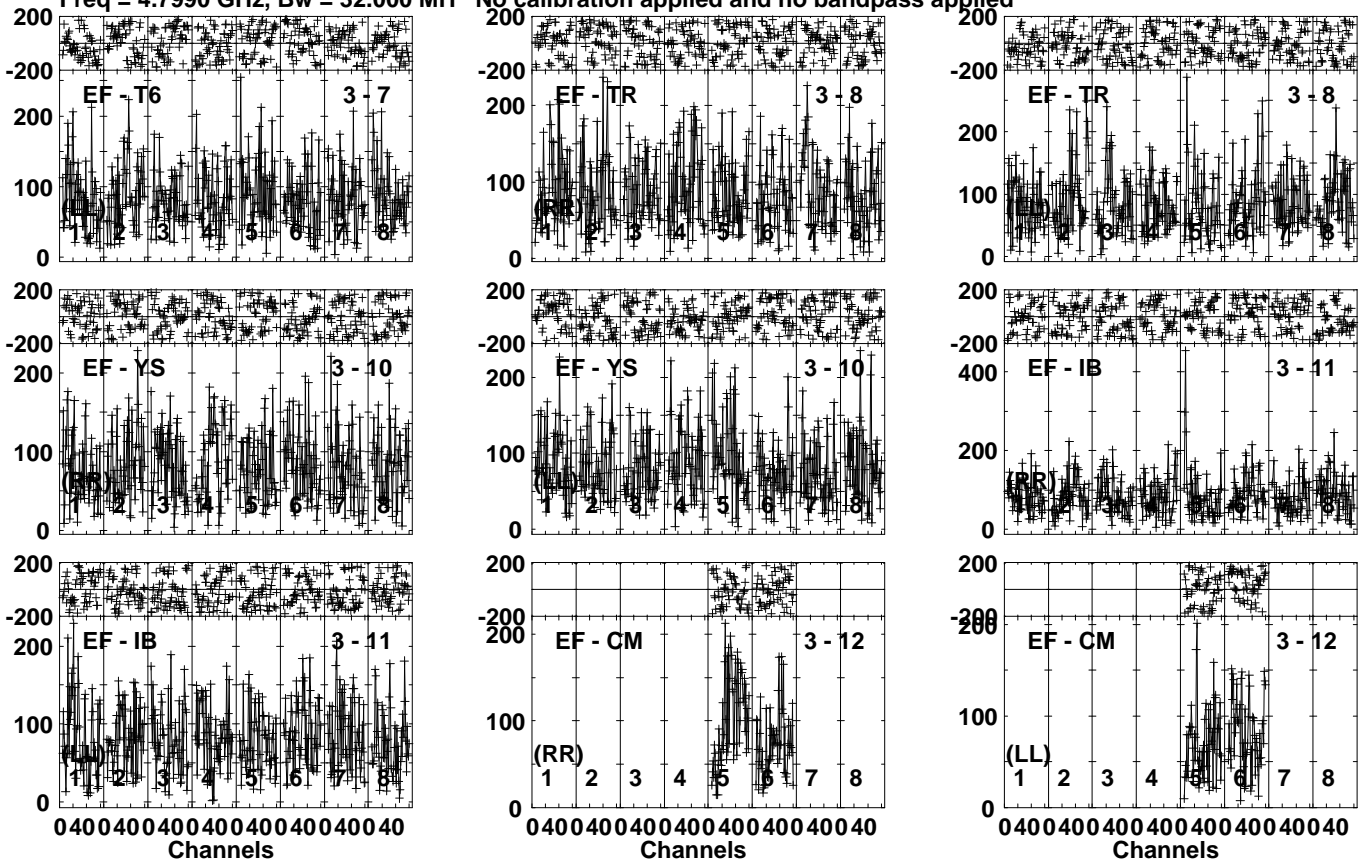 Freq = 4.7990 GHz, Bw = 32.000 MH No calibration applied and no bandpass applied
200 200 200
-200 -200 -200
EF - T6 3 - 7 EF - TR 3 - 8 EF - TR 3 - 8
200 200 200
100 100 100
(LL) (RR) (LL)
1 2 3 4 5 6 7 8 1 2 3 4 5 6 7 8 1 2 3 4 5 6 7 8
0 0 0
200 200 200
-200 -200 -200
EF - YS 3 - 10 EF - YS 3 - 10 EF - IB 3 - 11
200 200 400
100 100 200
(RR) (LL) (RR)
1 2 3 4 5 6 7 8 1 2 3 4 5 6 7 8 1 2 3 4 5 6 7 8
0 0 0
200 200 200
-200 -200 -200
EF - IB 3 - 11 EF - CM 3 - 12 EF - CM 3 - 12
200 200 200
100 100 100
(LL) (RR) (LL)
1 2 3 4 5 6 7 8 1 2 3 4 5 6 7 8 1 2 3 4 5 6 7 8
0 0 0
0 40 0 40 0 40 0 40 0 40 0 40 0 40 0 40 0 40 0 40 0 40 0 40 0 40 0 40 0 40 0 40 0 40 0 40 0 40 0 40 0 40 0 40 0 40 0 40
Channels Channels Channels